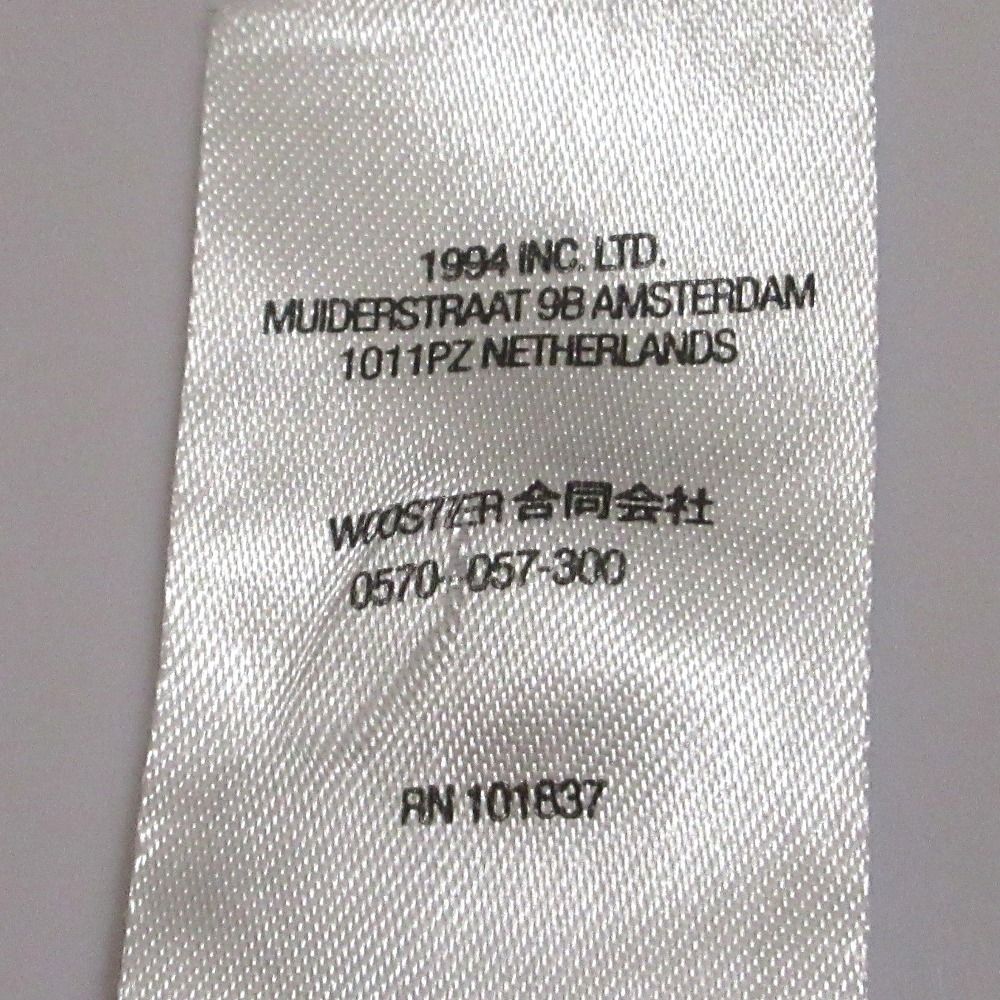 1994 INC. LTD.
MUIDERSTRAAT 9B AMSTERDAM
1011PZ NETHERLANDS
WOOSTER 合同会社
0570-057-300
RN 101837